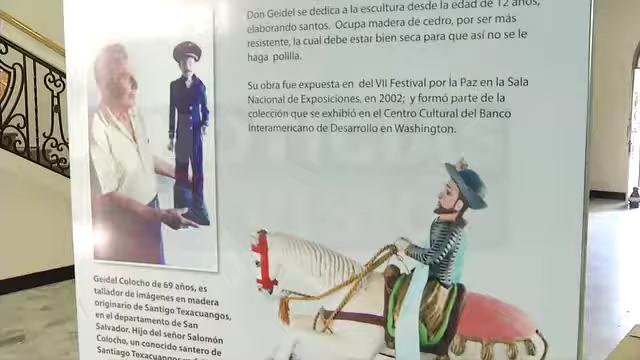 Don Geidel se dedica a la escultura desde la edad de 12 años,
elaborando santos. Ocupa madera de cedro, por ser más
resistente, la cual debe estar bien seca para que así no se le
haga polilla.
Su obra fue expuesta en del VII Festival por la Paz en la Sala
Nacional de Exposiciones, en 2002; y formó parte de la
colección que se exhibió en el Centro Cultural del Banco
Interamericano de Desarrollo en Washington.
Geidel Colocho de 69 años, es
tallador de imágenes en madera
originario de Santigo Texacuangos,
en el departamento de San
Salvador. Hijo del señor Salomón
Colocho, un conocido santero de
Santiago Texacuangos